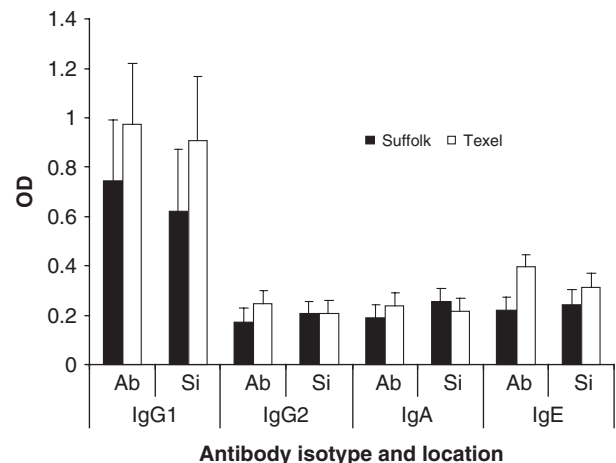 1.4
1.2
1
0.8
0.6
0.4
0.2
0
OD
Suffolk Texel
Ab Si Ab Si Ab Si Ab Si
IgG1 IgG2 IgA IgE
Antibody isotype and location